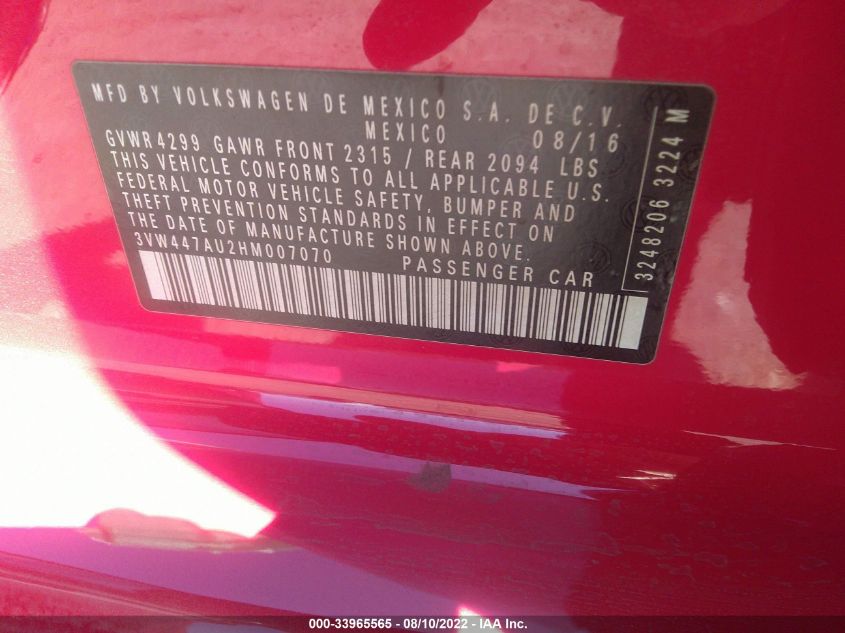 MFD BY VOLKSWAGEN DE MEXICO S.A. DE C.V.
MEXICO 08/16
GVWR 4299 GAWR FRONT 2315 / REAR 2094 LBS
THIS VEHICLE CONFORMS TO ALL APPLICABLE U.S.
FEDERAL MOTOR VEHICLE SAFETY, BUMPER AND
THEFT PREVENTION STANDARDS IN EFFECT ON
THE DATE OF MANUFACTURE SHOWN ABOVE.
3VW447AU2HM007070 PASSENGER CAR
3248206 3224 M
000-33965565 - 08/10/2022 - IAA Inc.